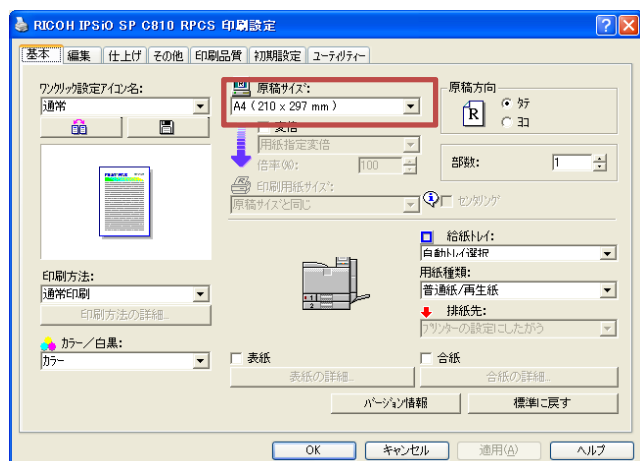 RICOH IPSiO SP C810 RPCS 印刷設定
基本 編集 仕上げ その他 印刷品質 初期設定 ユーティリティー
ワンクリック設定アイコン名:
通常
原稿サイズ:
A4 (210 x 297 mm)
変倍
用紙指定変倍
倍率(%): 100
印刷用紙サイズ:
原稿サイズと同じ
原稿方向
R
タテ
ヨコ
部数: 1
センタリング
給紙トレイ:
自動トレイ選択
用紙種類:
普通紙/再生紙
排紙先:
プリンターの設定にしたがう
印刷方法:
通常印刷
印刷方法の詳細...
カラー/白黒:
カラー
1
2
表紙
表紙の詳細...
合紙
合紙の詳細...
バージョン情報 標準に戻す
OK キャンセル 適用(A) ヘルプ